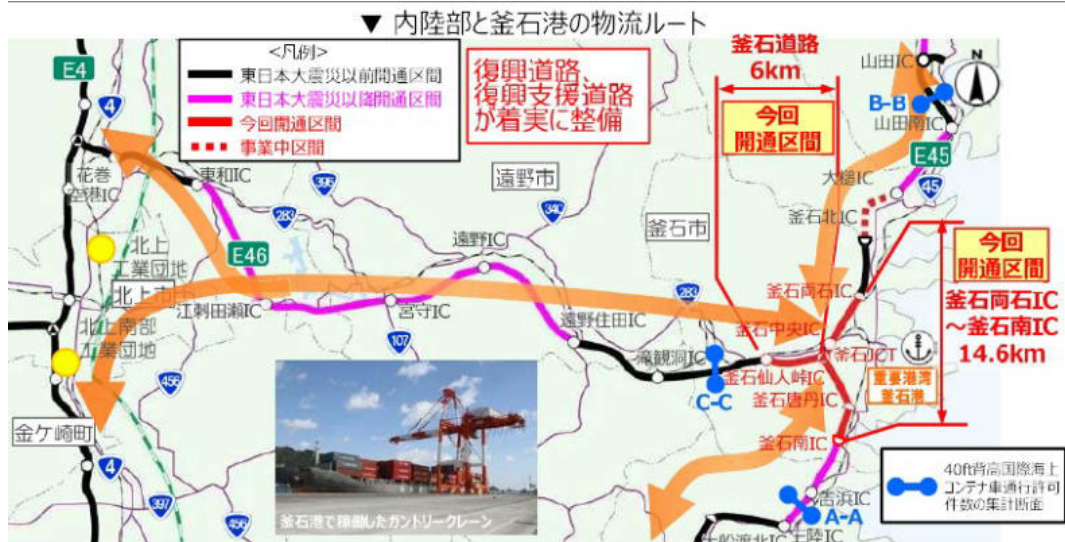 ▼ 内陸部と釜石港の物流ルート
<凡例>
東日本大震災以前開通区間
東日本大震災以降開通区間
今回開通区間
事業中区間
復興道路、
復興支援道路
が着実に整備
釜石道路
6km
今回
開通区間
N
山田IC
B-B
山田南IC
E45
大槌IC
45
釜石北IC
E4
4
花巻
空港IC
東和IC
396
283
遠野市
340
釜石市
E46
遠野IC
北上
工業団地
北上市
江刺田瀬IC
宮守IC
107
遠野住田IC
283
釜石両石IC
今回
開通区間
釜石両石IC
～釜石南IC
14.6km
釜石中央IC
釜石JCT
滝観洞IC
釜石仙人峠IC
C-C
重要港湾
釜石港
釜石唐丹IC
釜石南IC
北上南部
工業団地
456
金ケ崎町
4
397
456
釜石港で稼働したガントリークレーン
吉浜IC
A-A
三陸IC
大船渡北IC
40ft背高国際海上
コンテナ車通行許可
件数の集計断面